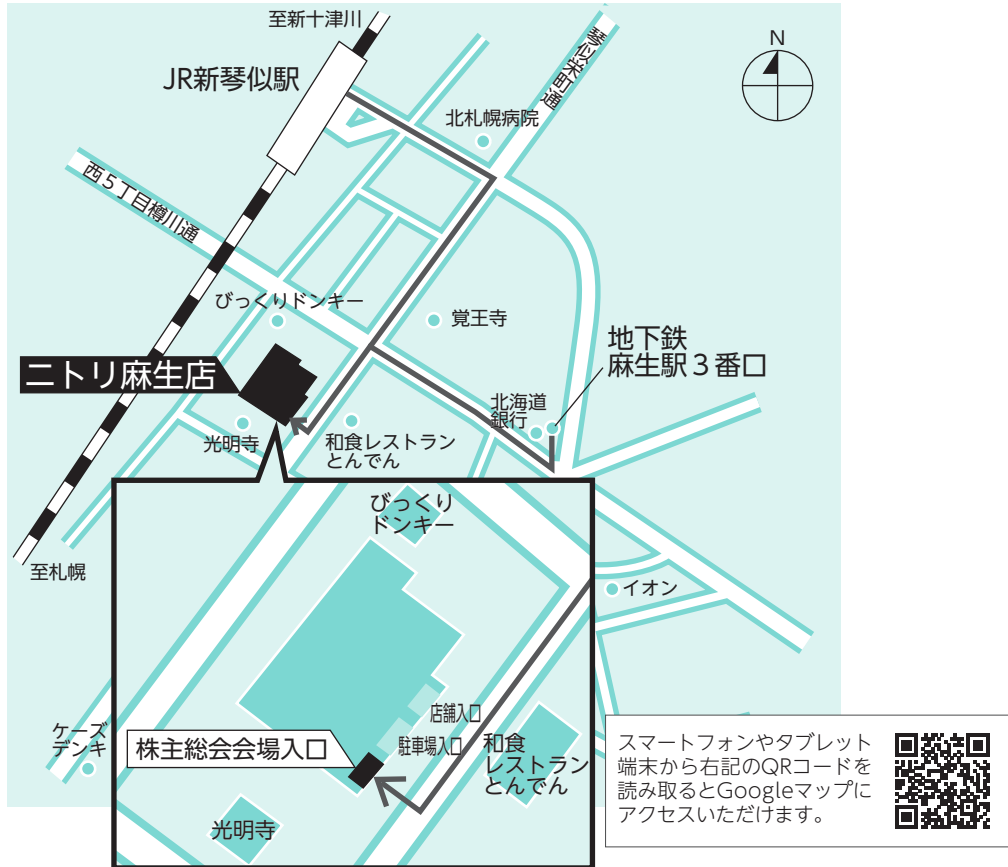 至新十津川
N
JR新琴似駅
琴似栄町通
北札幌病院
西5丁目樽川通
びっくりドンキー
覚王寺
地下鉄
麻生駅3番口
ニトリ麻生店
北海道
銀行
光明寺
和食レストラン
とんでん
びっくり
ドンキー
至札幌
イオン
店舗入口
ケーズ
デンキ
株主総会会場入口
駐車場入口
和食
レストラン
とんでん
光明寺
スマートフォンやタブレット
端末から右記のQRコードを
読み取るとGoogleマップに
アクセスいただけます。